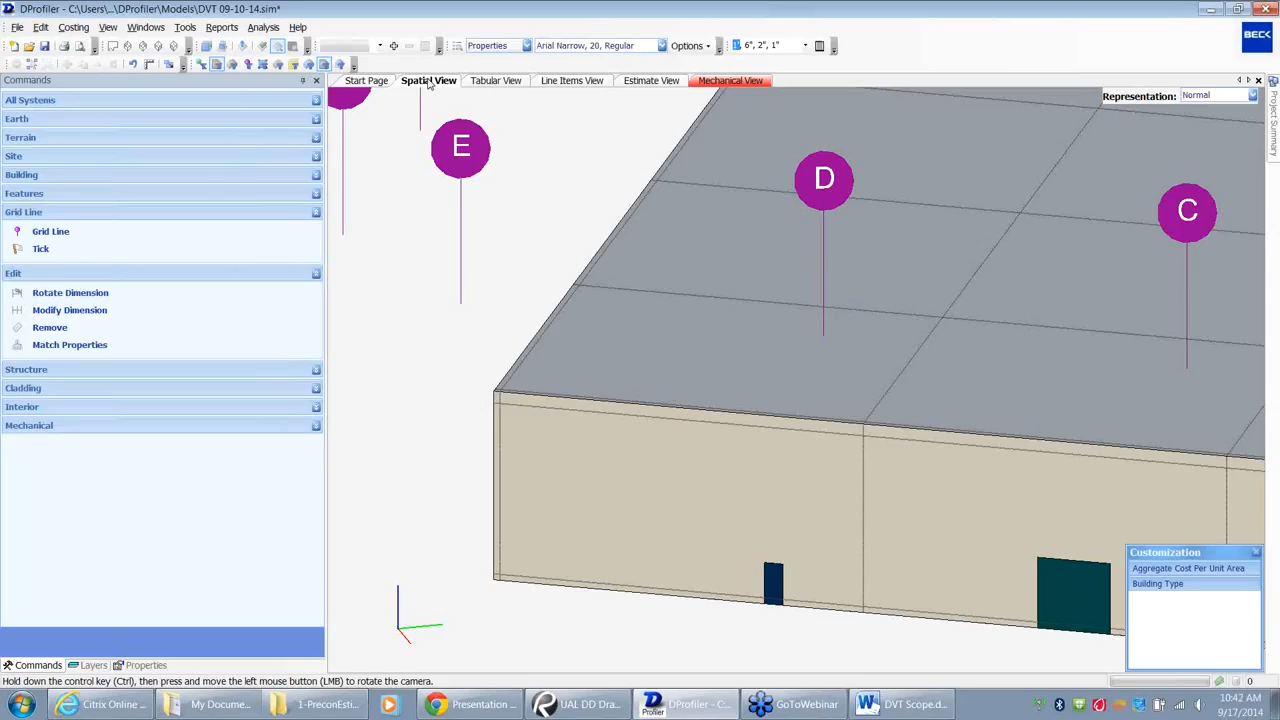 DProfiler - C:\Users\...\DProfiler\Models\DVT 09-10-14.sim*
File Edit Costing View Windows Tools Reports Analysis Help
Properties Arial Narrow, 20, Regular Options 6", 2", 1"
BECK
Commands
Start Page Spatial View Tabular View Line Items View Estimate View Mechanical View
Representation: Normal
Project Summary
All Systems
Earth
Terrain
Site
Building
Features
Grid Line
Grid Line
Tick
Edit
Rotate Dimension
Modify Dimension
Remove
Match Properties
Structure
Cladding
Interior
Mechanical
E
D
C
Customization
Aggregate Cost Per Unit Area
Building Type
Commands Layers Properties
Hold down the control key (Ctrl), then press and move the left mouse button (LMB) to rotate the camera. 0
Citrix Online ... My Docume... 1-PreconEsti... Presentation ... UAL DD Dra... DProfiler - C:... GoToWebinar DVT Scope.d...
DProfiler
10:42 AM
9/17/2014